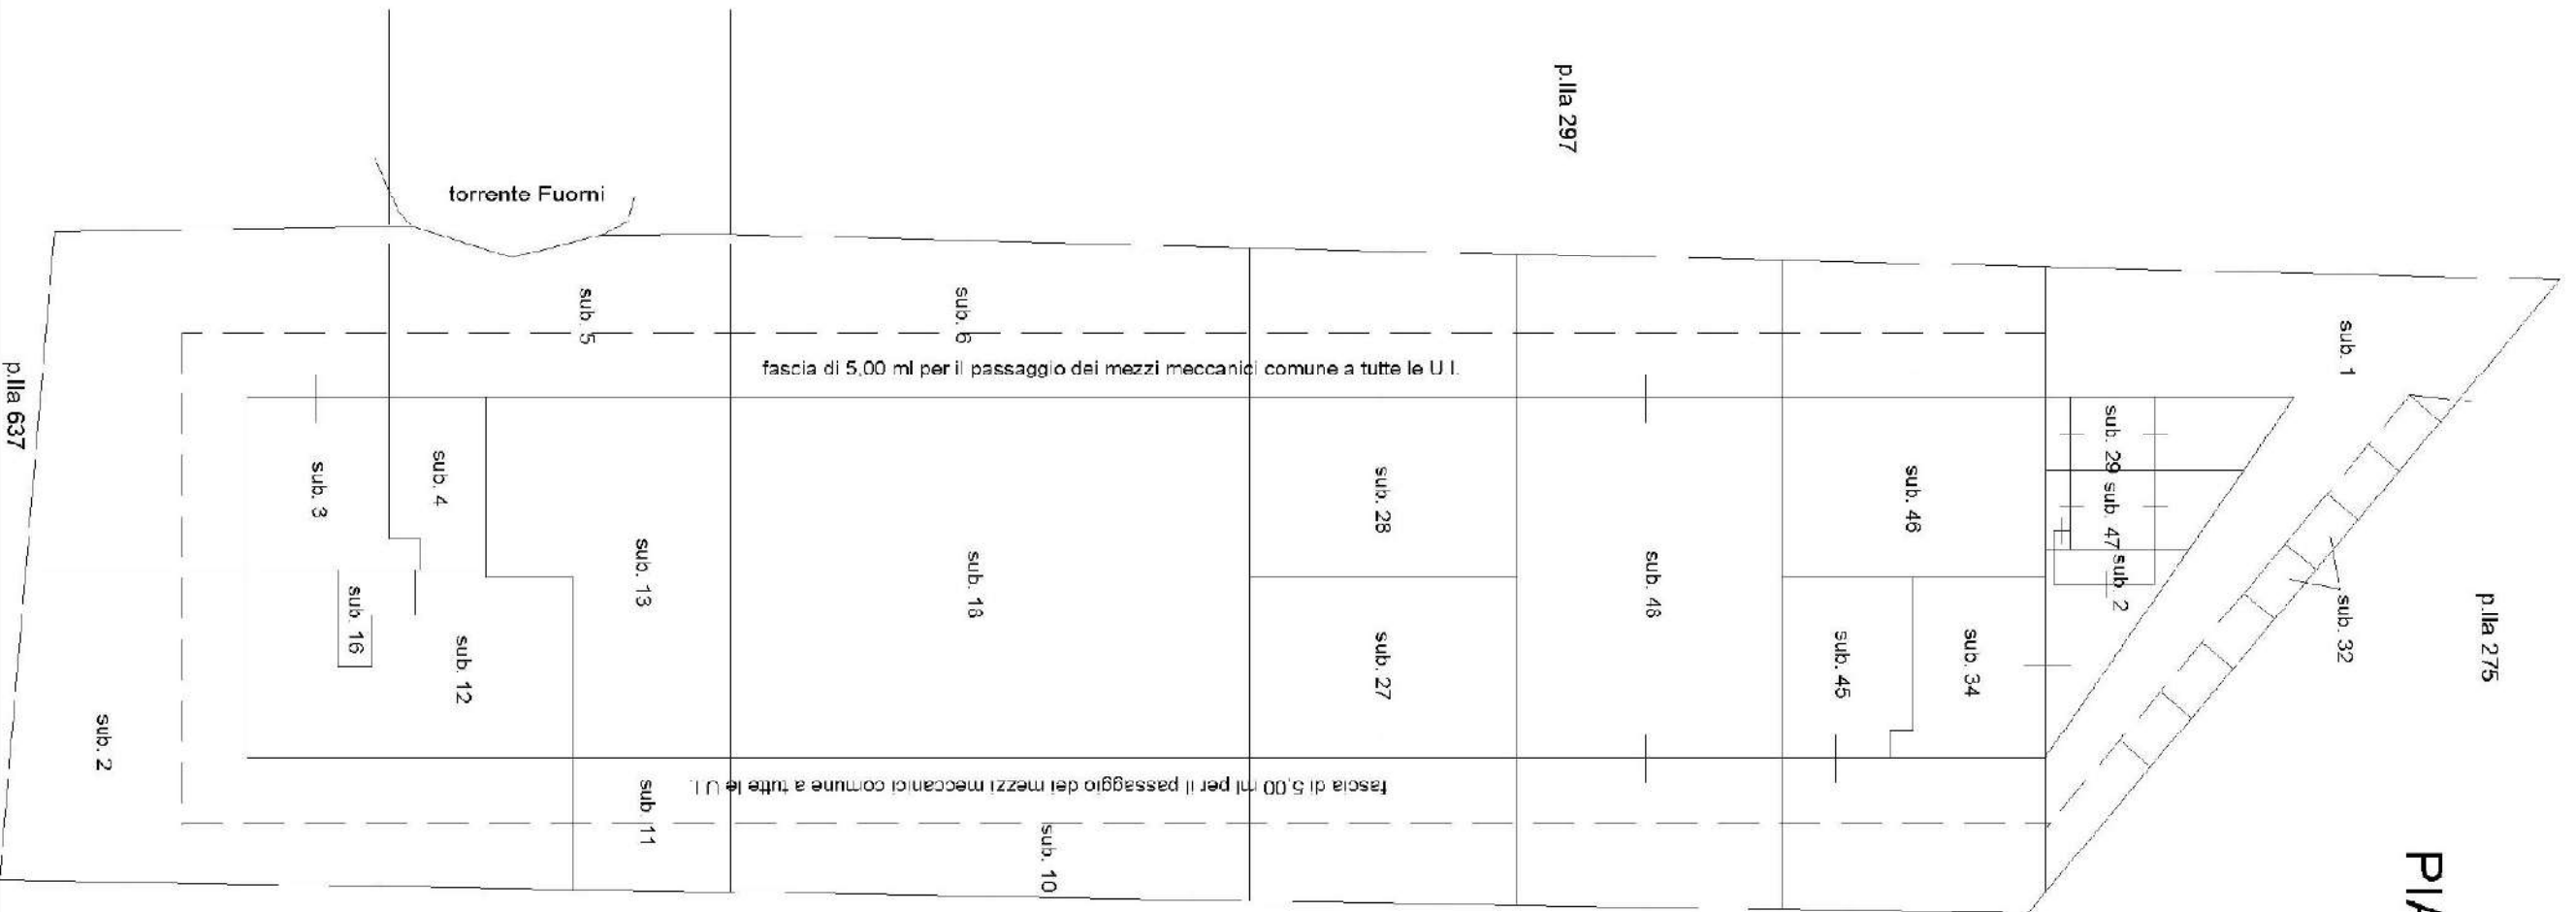 p.lla 297
torrente Fuorni
sub. 5
sub. 6
sub. 1
fascia di 5,00 ml per il passaggio dei mezzi meccanici comune a tutte le U.I.
p.lla 637
sub. 3
sub. 4
sub. 13
sub. 18
sub. 28
sub. 48
sub. 46
sub. 29
sub. 47
sub. 2
sub. 32
p.lla 275
sub. 16
sub. 12
sub. 27
sub. 45
sub. 34
sub. 2
sub. 11
fascia di 5,00 ml per il passaggio dei mezzi meccanici comune a tutte le U.I.
sub. 10